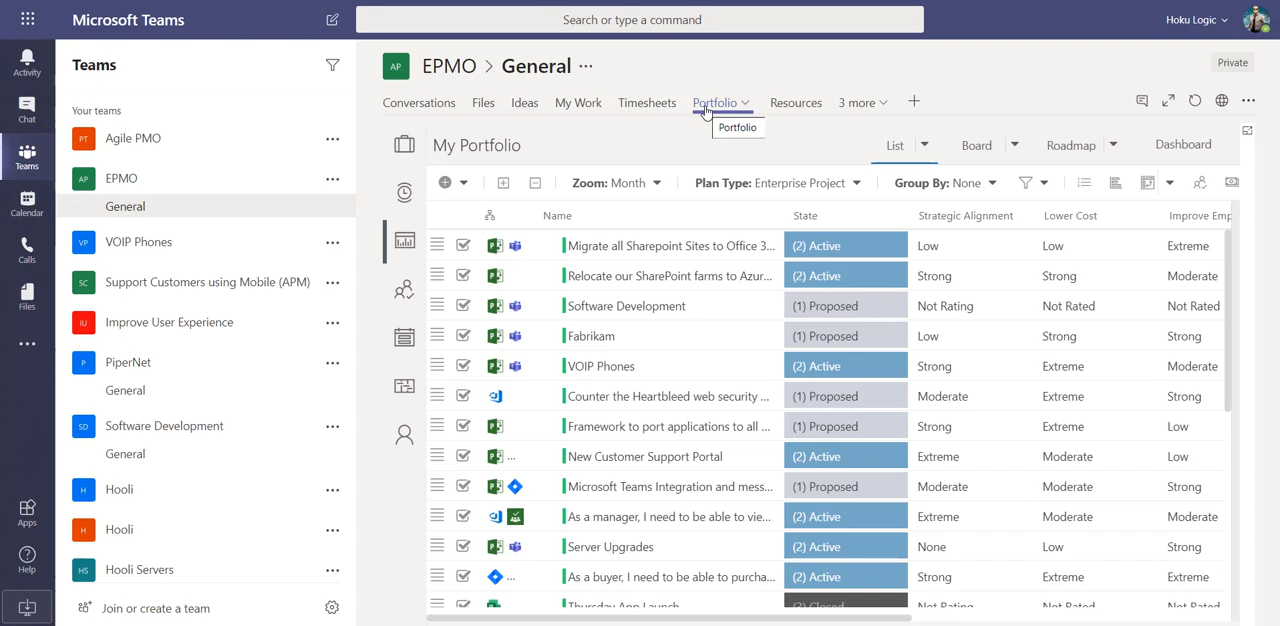 Microsoft Teams
Search or type a command
Hoku Logic
Activity
Chat
Teams
Calendar
Calls
Files
Apps
Help
Teams
Your teams
PT Agile PMO
AP EPMO
General
VP VOIP Phones
SC Support Customers using Mobile (APM)
IU Improve User Experience
P PiperNet
General
SD Software Development
General
H Hooli
H Hooli
HS Hooli Servers
Join or create a team
AP EPMO > General ...
Private
Conversations Files Ideas My Work Timesheets Portfolio Resources 3 more
Portfolio
My Portfolio
List Board Roadmap Dashboard
Zoom: Month Plan Type: Enterprise Project Group By: None
Name State Strategic Alignment Lower Cost Improve Emp
Migrate all Sharepoint Sites to Office 3... (2) Active Low Low Extreme
Relocate our SharePoint farms to Azur... (2) Active Strong Strong Moderate
Software Development (1) Proposed Not Rating Not Rated Not Rated
Fabrikam (1) Proposed Low Strong Strong
VOIP Phones (2) Active Strong Extreme Moderate
Counter the Heartbleed web security ... (1) Proposed Moderate Extreme Strong
Framework to port applications to all ... (1) Proposed Strong Extreme Low
New Customer Support Portal (2) Active Extreme Moderate Low
Microsoft Teams Integration and mess... (1) Proposed Moderate Moderate Strong
As a manager, I need to be able to vie... (2) Active Extreme Moderate Moderate
Server Upgrades (2) Active None Low Strong
As a buyer, I need to be able to purcha... (2) Active Strong Extreme Extreme
Thursday App Launch (3) Closed Not Rating Not Rated Not Rated